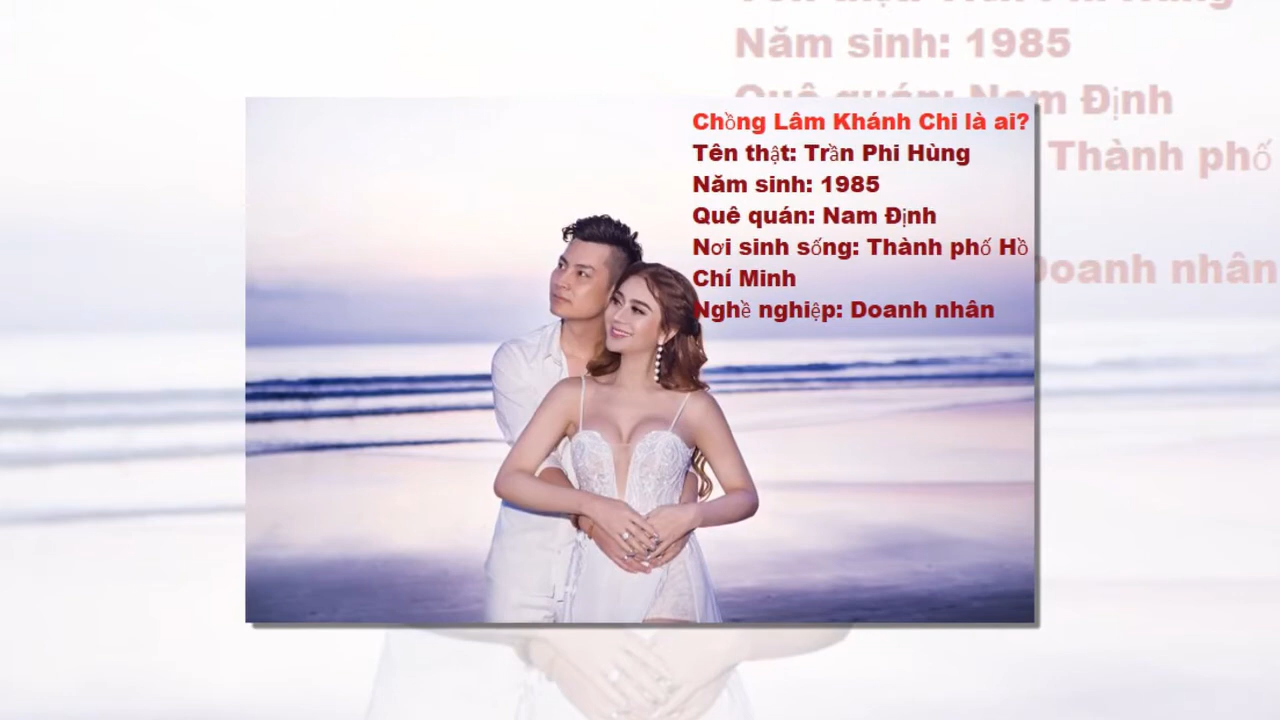 Năm sinh: 1985
Nam Định
Thành phố
Doanh nhân
Chồng Lâm Khánh Chi là ai?
Tên thật: Trần Phi Hùng
Năm sinh: 1985
Quê quán: Nam Định
Nơi sinh sống: Thành phố Hồ
Chí Minh
Nghề nghiệp: Doanh nhân